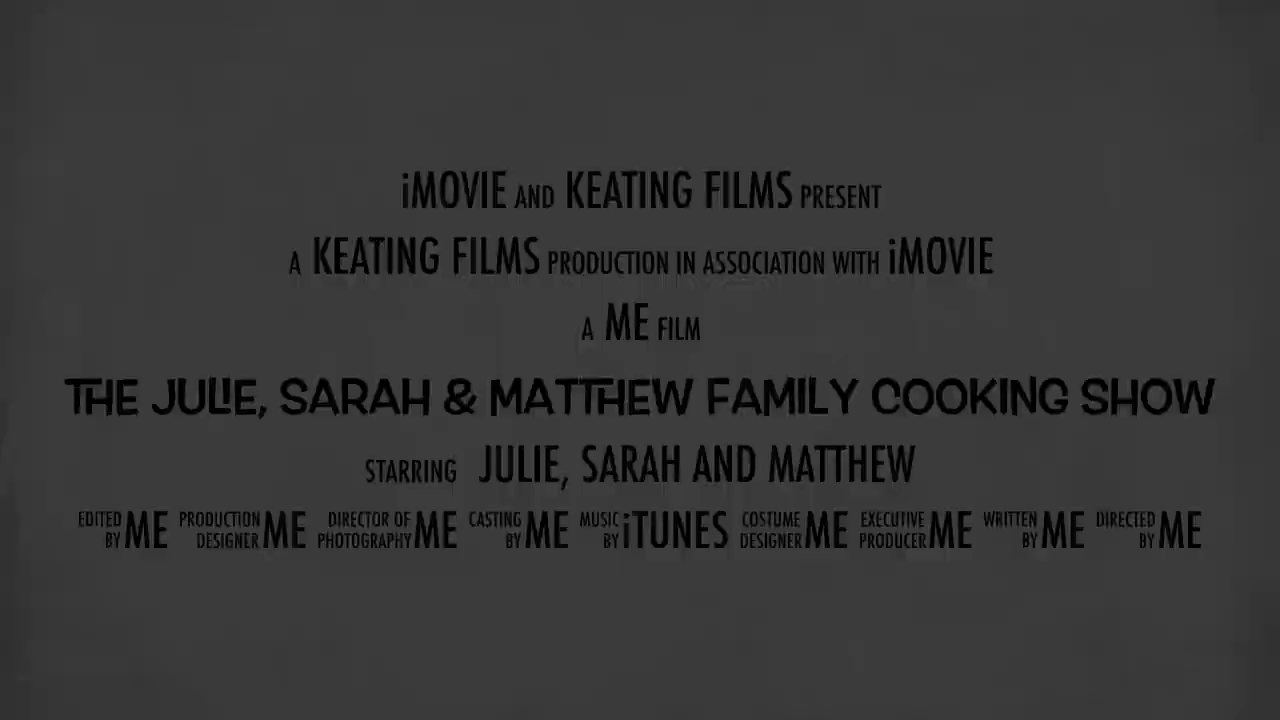 iMOVIE AND KEATING FILMS PRESENT
A KEATING FILMS PRODUCTION IN ASSOCIATION WITH iMOVIE
A ME FILM
THE JULIE, SARAH & MATTHEW FAMILY COOKING SHOW
STARRING JULIE, SARAH AND MATTHEW
EDITED BY ME PRODUCTION DESIGNER ME DIRECTOR OF PHOTOGRAPHY ME CASTING BY ME MUSIC BY iTUNES COSTUME DESIGNER ME EXECUTIVE PRODUCER ME WRITTEN BY ME DIRECTED BY ME